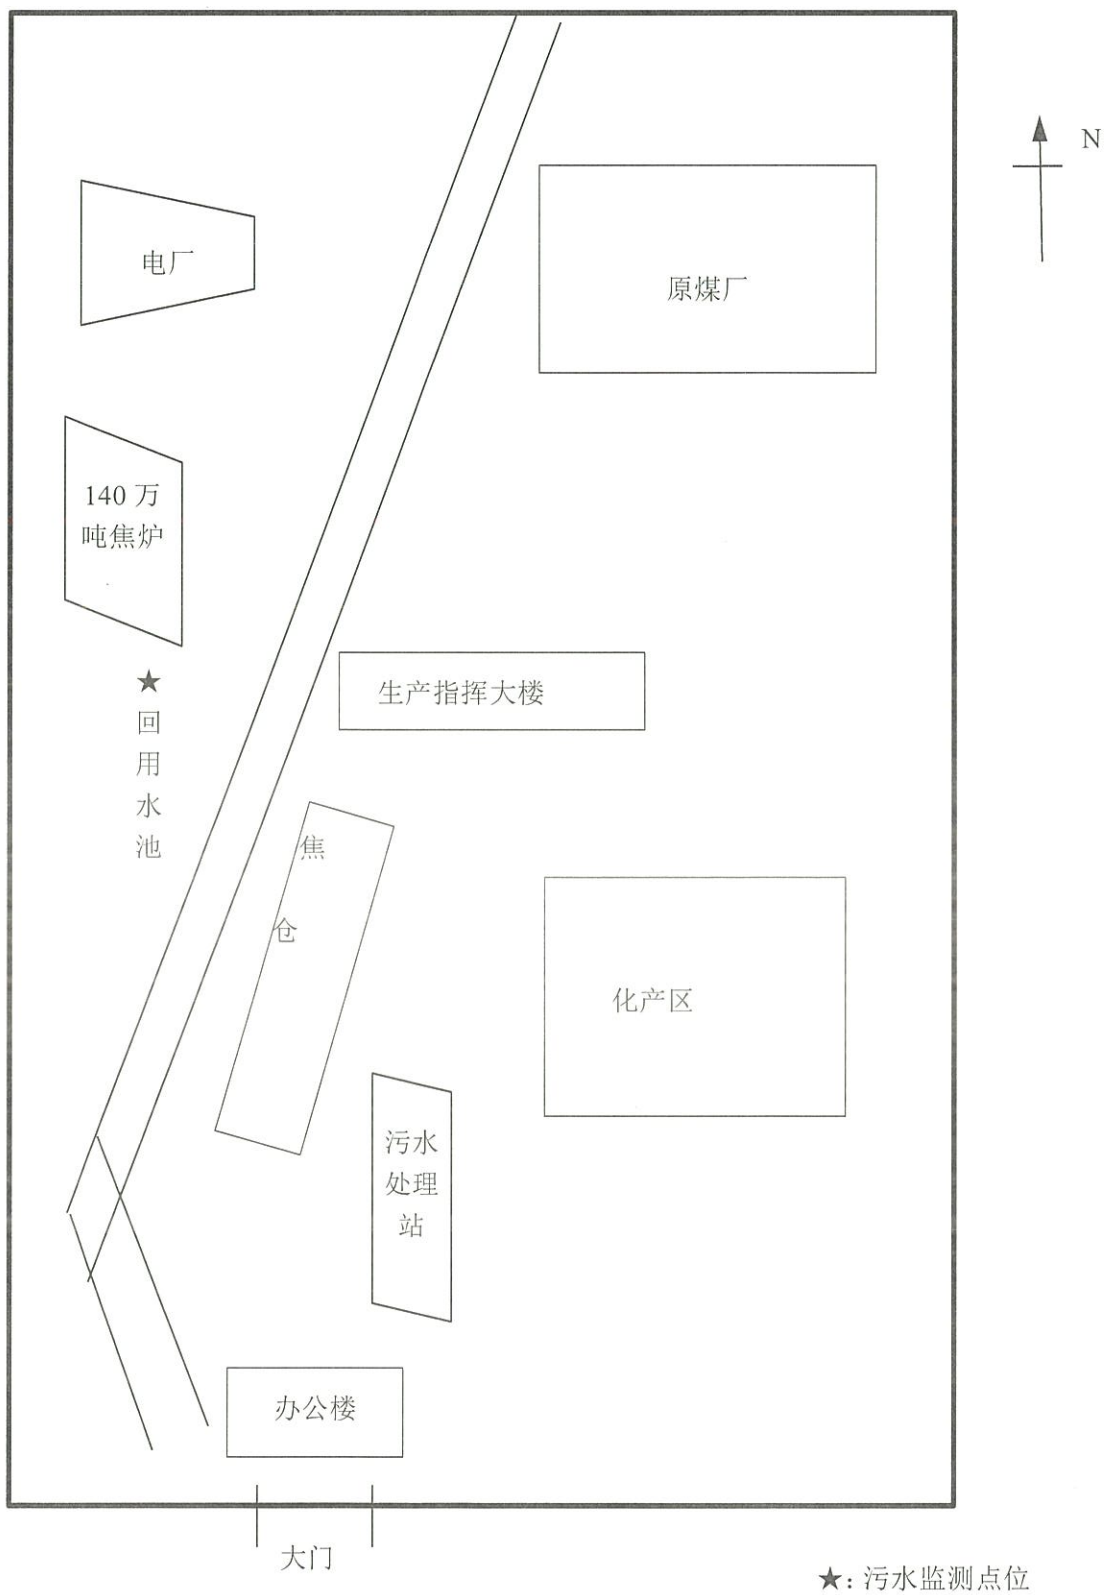 N
电厂
原煤厂
140 万
吨焦炉
生产指挥大楼
★
回
用
水
池
焦
仓
化产区
污水
处理
站
办公楼
大门
★: 污水监测点位